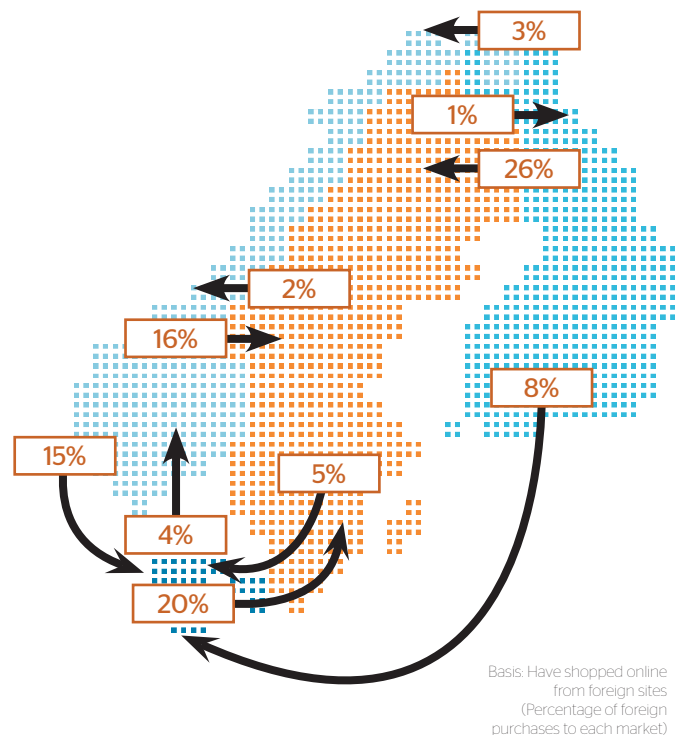 3%
1%
26%
2%
16%
8%
15%
5%
4%
20%
Basis: Have shopped online
from foreign sites
(Percentage of foreign
purchases to each market)